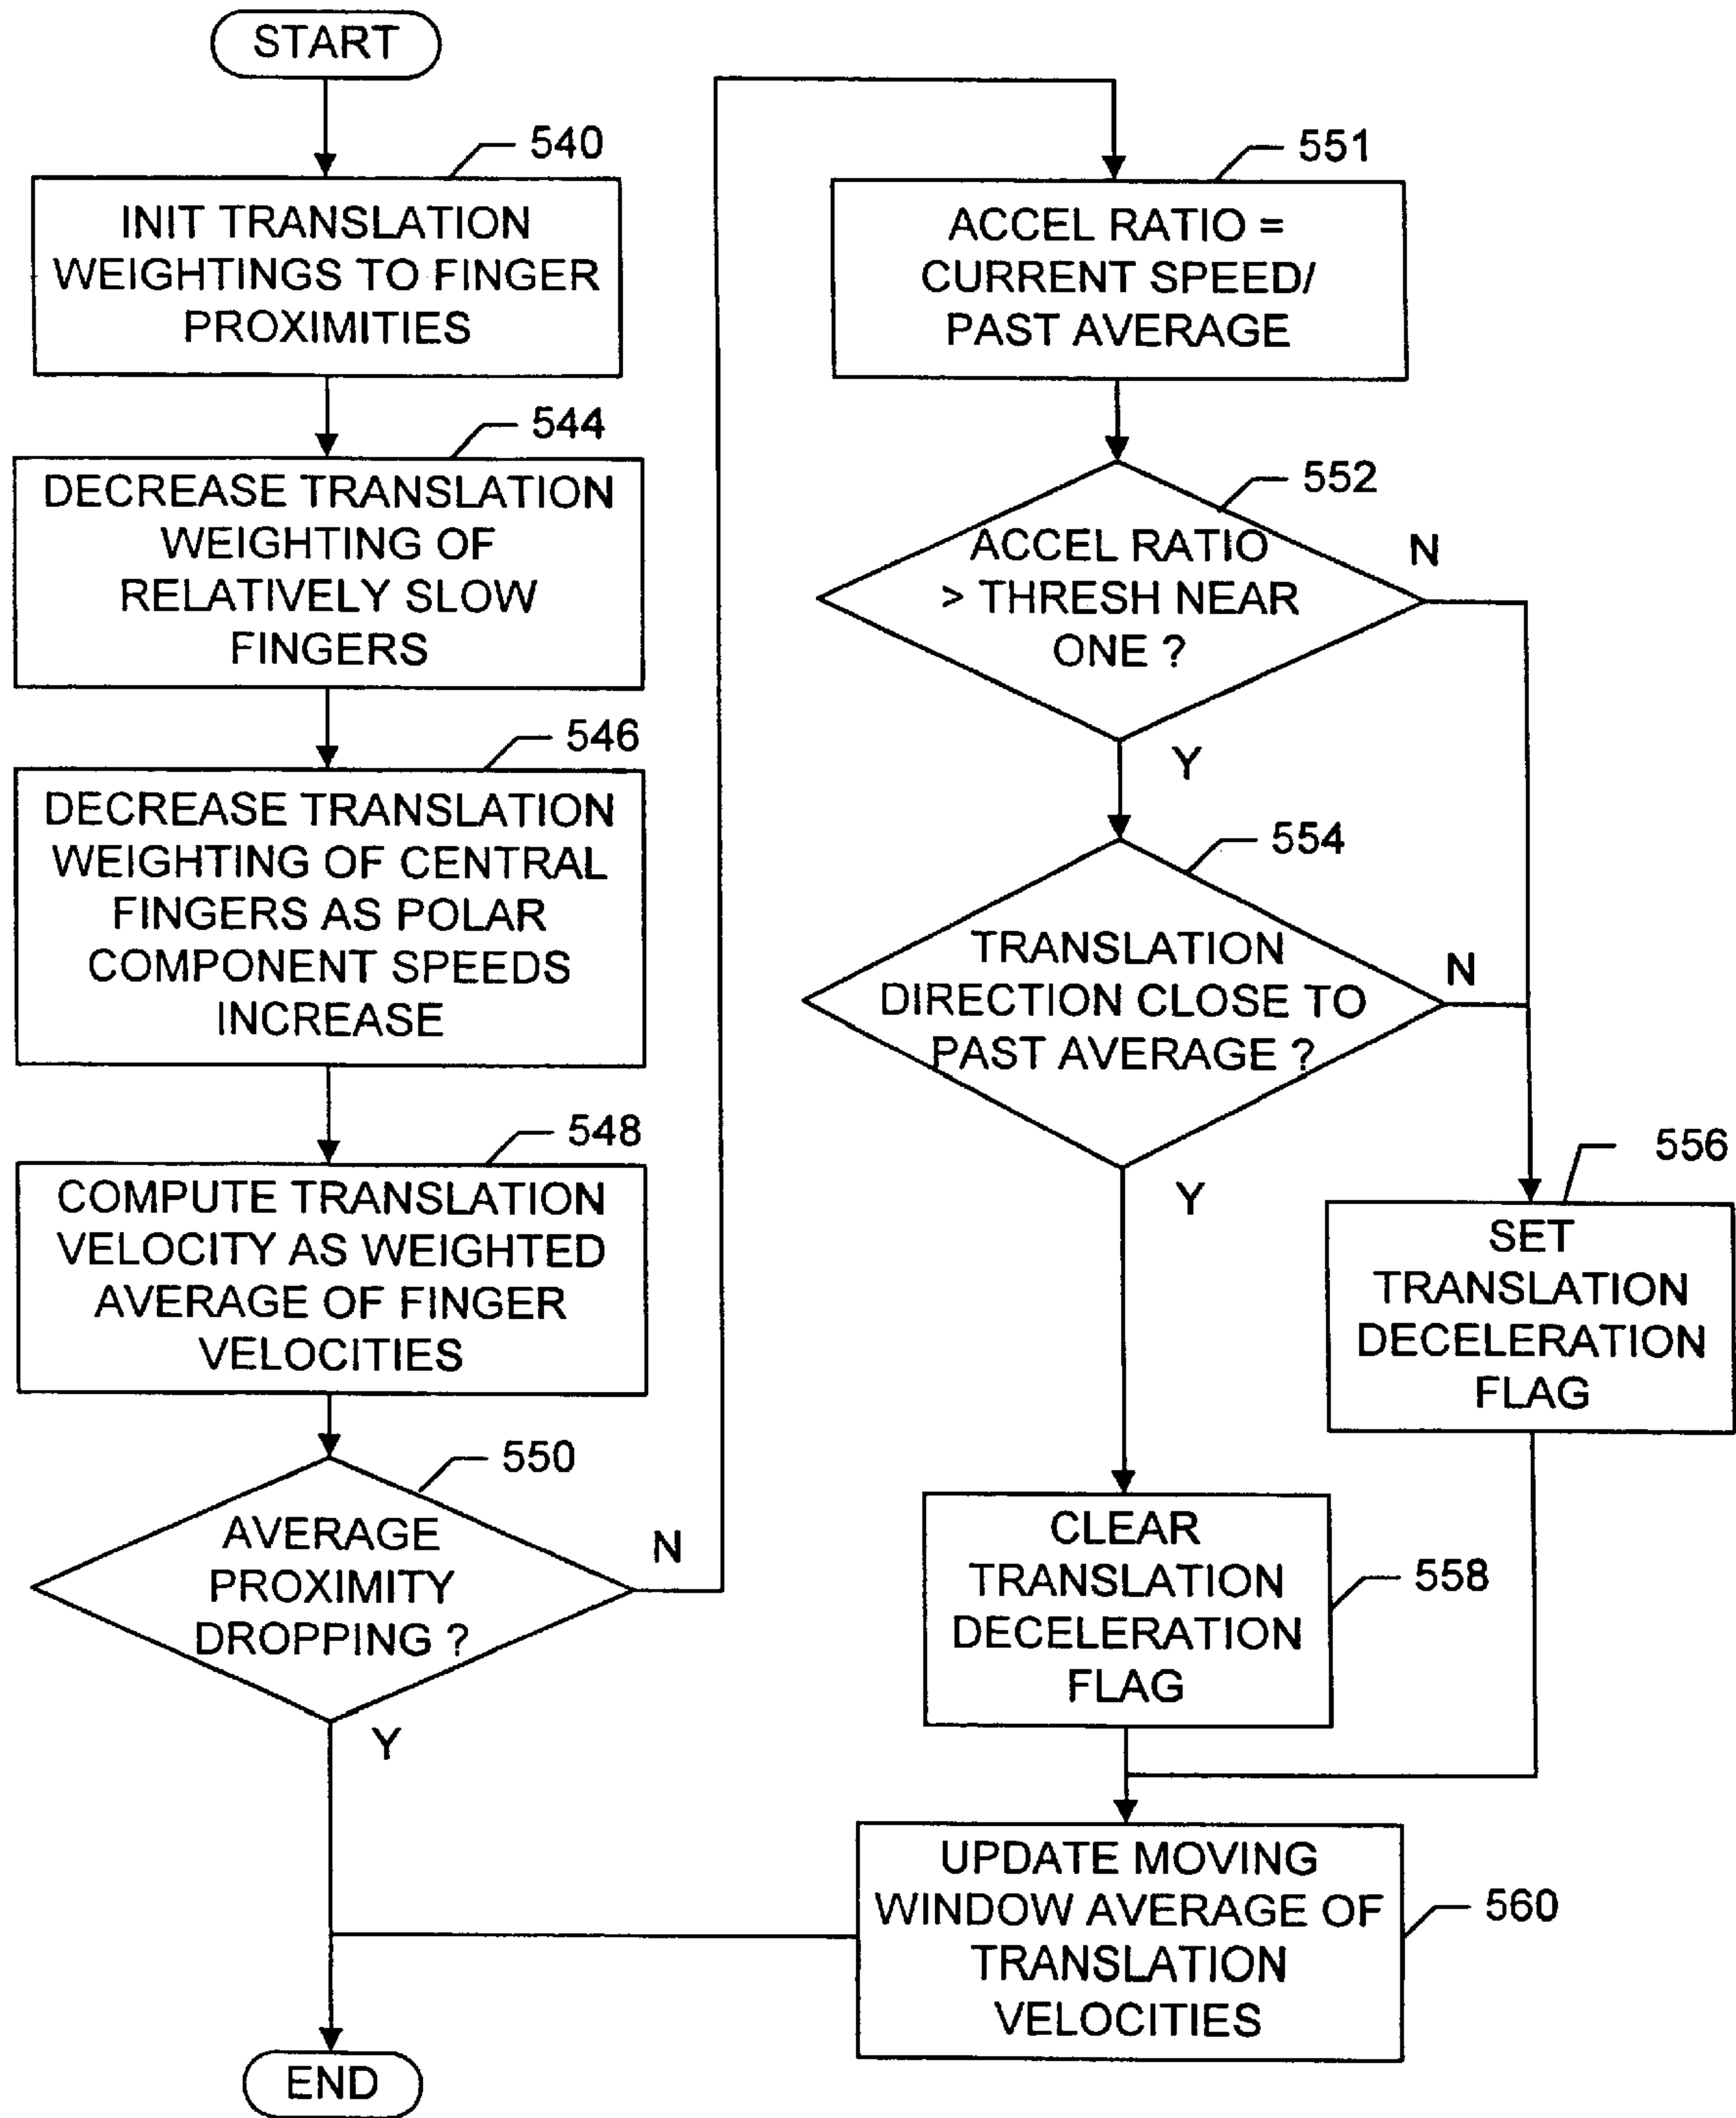 START
540
INIT TRANSLATION
WEIGHTINGS TO FINGER
PROXIMITIES
544
DECREASE TRANSLATION
WEIGHTING OF
RELATIVELY SLOW
FINGERS
546
DECREASE TRANSLATION
WEIGHTING OF CENTRAL
FINGERS AS POLAR
COMPONENT SPEEDS
INCREASE
548
COMPUTE TRANSLATION
VELOCITY AS WEIGHTED
AVERAGE OF FINGER
VELOCITIES
550
AVERAGE
PROXIMITY
DROPPING ?
N
Y
551
ACCEL RATIO =
CURRENT SPEED/
PAST AVERAGE
552
ACCEL RATIO
> THRESH NEAR
ONE ?
N
Y
554
TRANSLATION
DIRECTION CLOSE TO
PAST AVERAGE ?
N
Y
556
SET
TRANSLATION
DECELERATION
FLAG
CLEAR
TRANSLATION
DECELERATION
FLAG
558
UPDATE MOVING
WINDOW AVERAGE OF
TRANSLATION
VELOCITIES
560
END